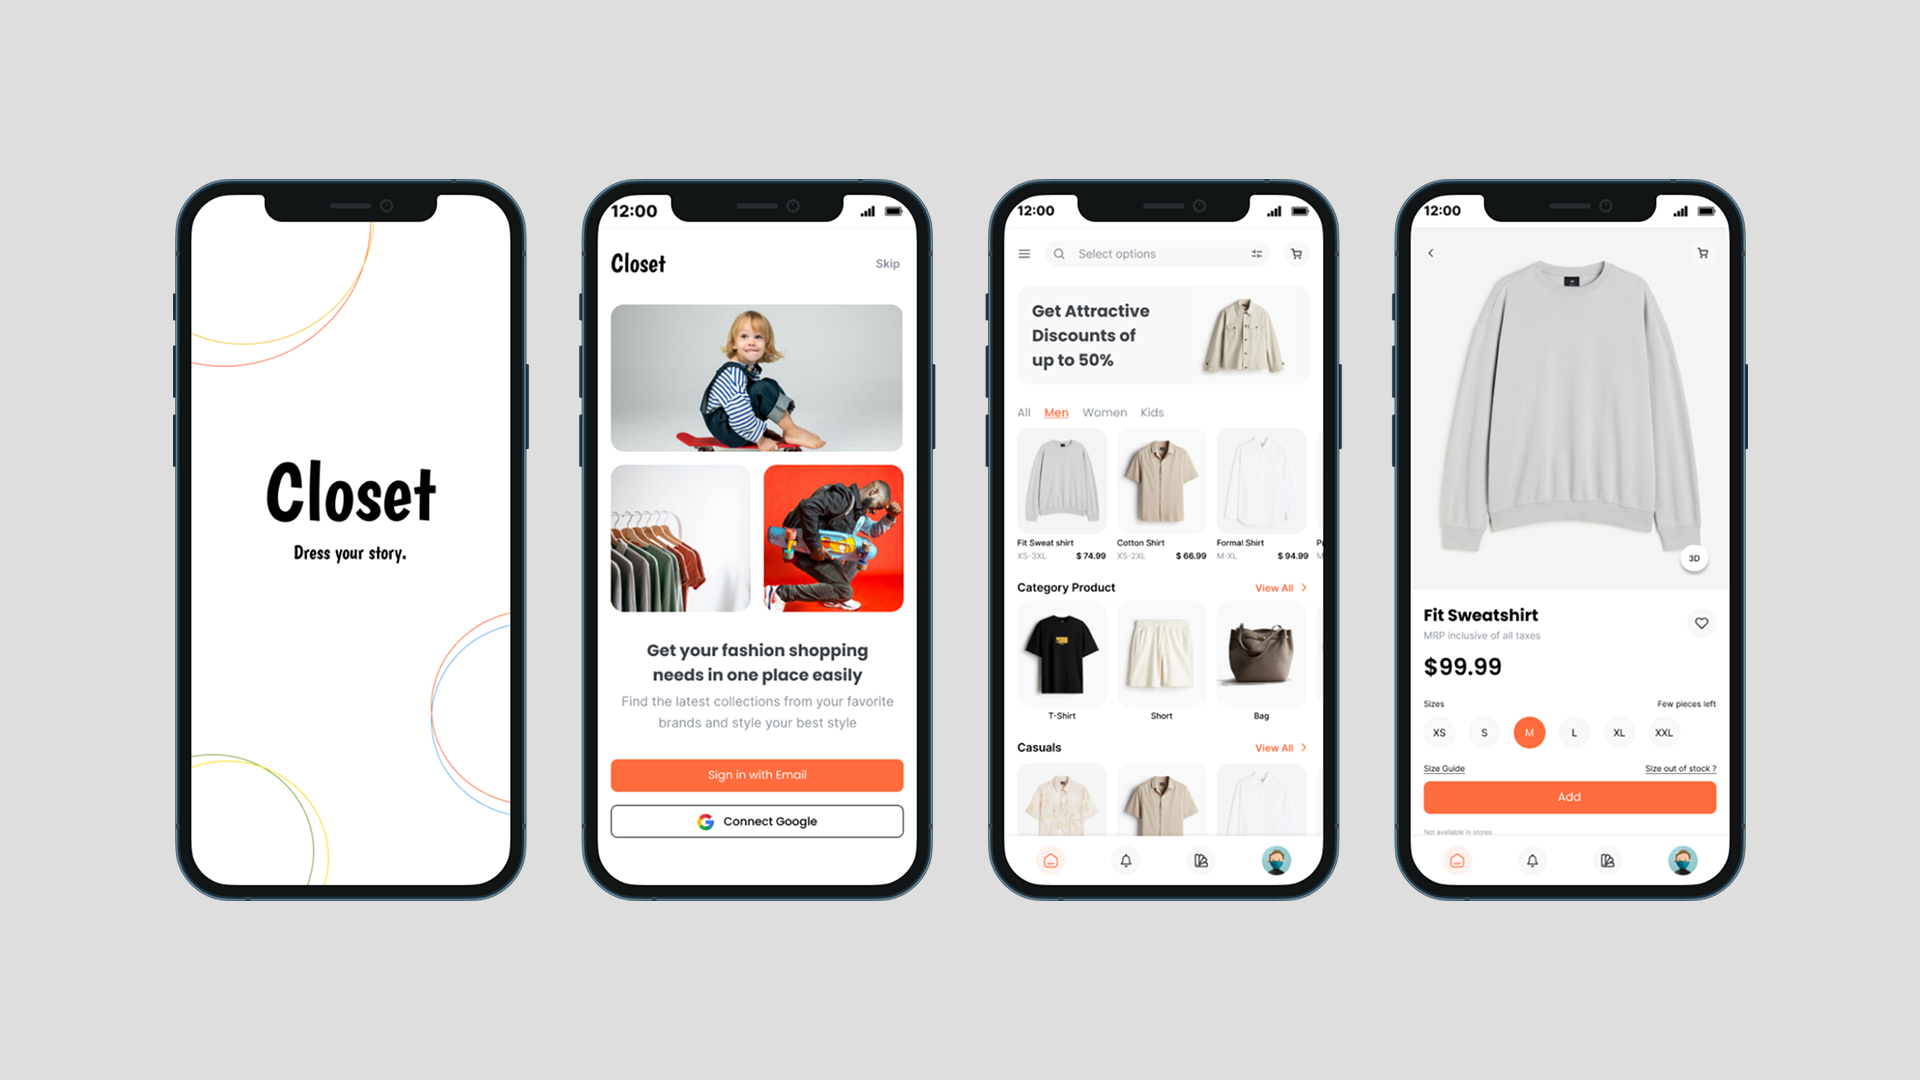 Closet
Dress your story.
12:00
Closet
Skip
Get your fashion shopping
needs in one place easily
Find the latest collections from your favorite
brands and style your best style
Sign in with Email
Connect Google
12:00
Select options
Get Attractive
Discounts of
up to 50%
All Men Women Kids
Fit Sweat shirt
XS-3XL $ 74.99
Cotton Shirt
XS-2XL $ 66.99
Formal Shirt
M-XL $ 94.99
Category Product View All
T-Shirt Short Bag
Casuals View All
12:00
3D
Fit Sweatshirt
MRP inclusive of all taxes
$99.99
Sizes Few pieces left
XS S M L XL XXL
Size Guide Size out of stock ?
Add
Not available in stores